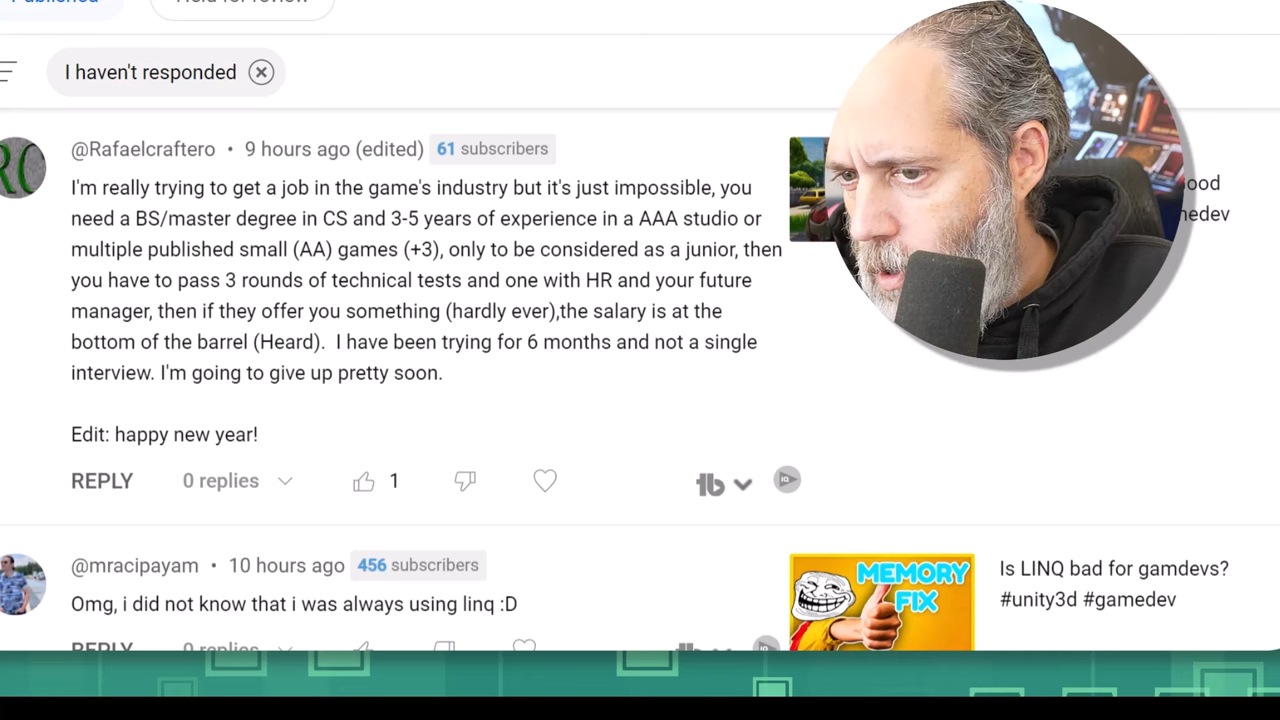 Published
Hold for review
I haven't responded
@Rafaelcraftero • 9 hours ago (edited) 61 subscribers
I'm really trying to get a job in the game's industry but it's just impossible, you
need a BS/master degree in CS and 3-5 years of experience in a AAA studio or
multiple published small (AA) games (+3), only to be considered as a junior, then
you have to pass 3 rounds of technical tests and one with HR and your future
manager, then if they offer you something (hardly ever),the salary is at the
bottom of the barrel (Heard). I have been trying for 6 months and not a single
interview. I'm going to give up pretty soon.
Edit: happy new year!
REPLY 0 replies 1
@mracipayam • 10 hours ago 456 subscribers
Omg, i did not know that i was always using linq :D
REPLY 0 replies
MEMORY
FIX
Is LINQ bad for gamdevs?
#unity3d #gamedev